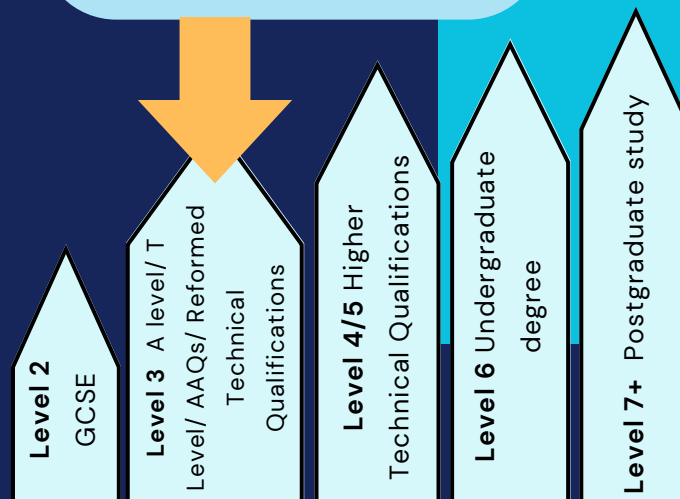 Level 2
GCSE
Level 3 A level/ T
Level/ AAQs/ Reformed
Technical
Qualifications
Level 4/5 Higher
Technical Qualifications
Level 6 Undergraduate
degree
Level 7+ Postgraduate study